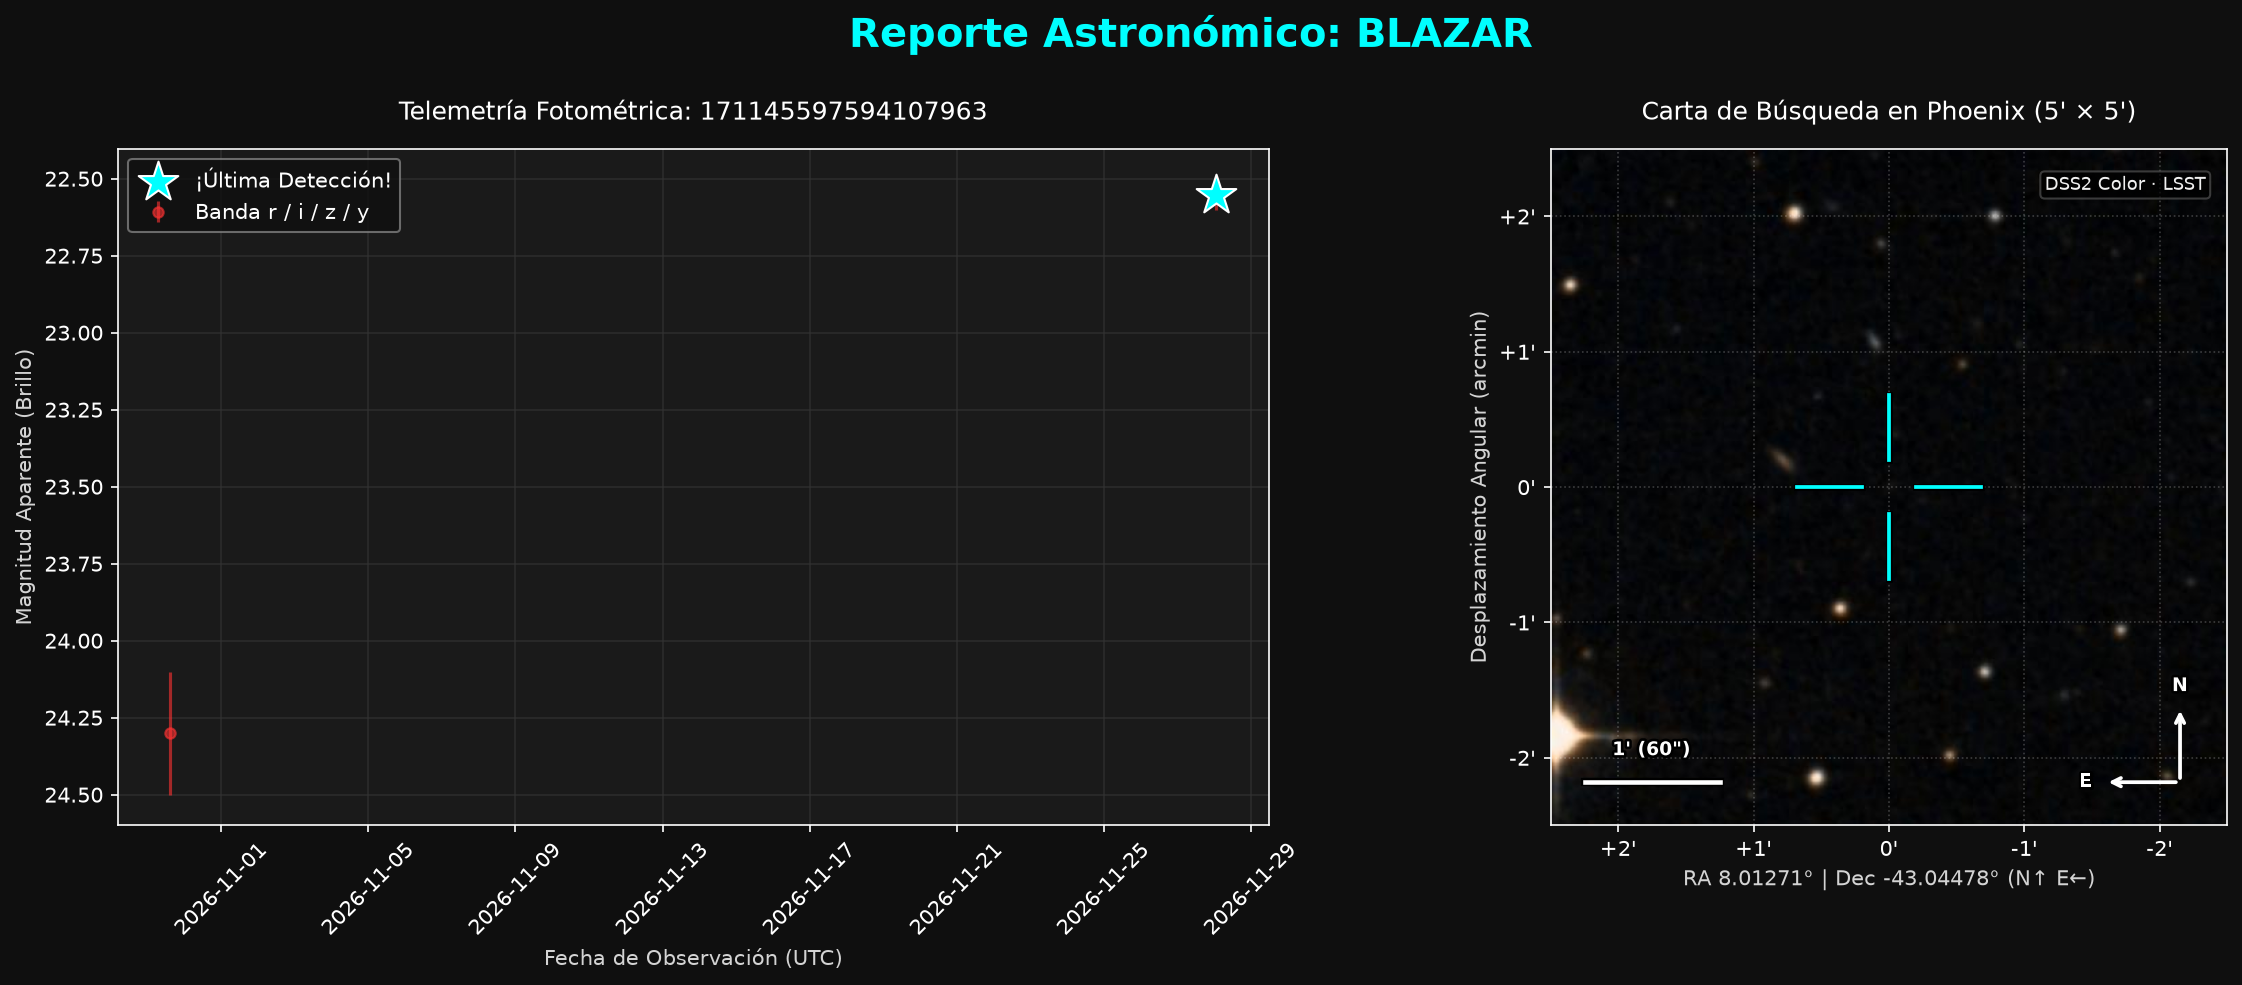 Reporte Astronómico: BLAZAR
Telemetría Fotométrica: 171145597594107963
¡Última Detección!
Banda r / i / z / y
22.50
22.75
23.00
23.25
23.50
23.75
24.00
24.25
24.50
Magnitud Aparente (Brillo)
2026-11-01
2026-11-05
2026-11-09
2026-11-13
2026-11-17
2026-11-21
2026-11-25
2026-11-29
Fecha de Observación (UTC)
Carta de Búsqueda en Phoenix (5' × 5')
DSS2 Color · LSST
+2'
+1'
0'
-1'
-2'
Desplazamiento Angular (arcmin)
N
E
1' (60")
+2'
+1'
0'
-1'
-2'
RA 8.01271° | Dec -43.04478° (N↑ E←)